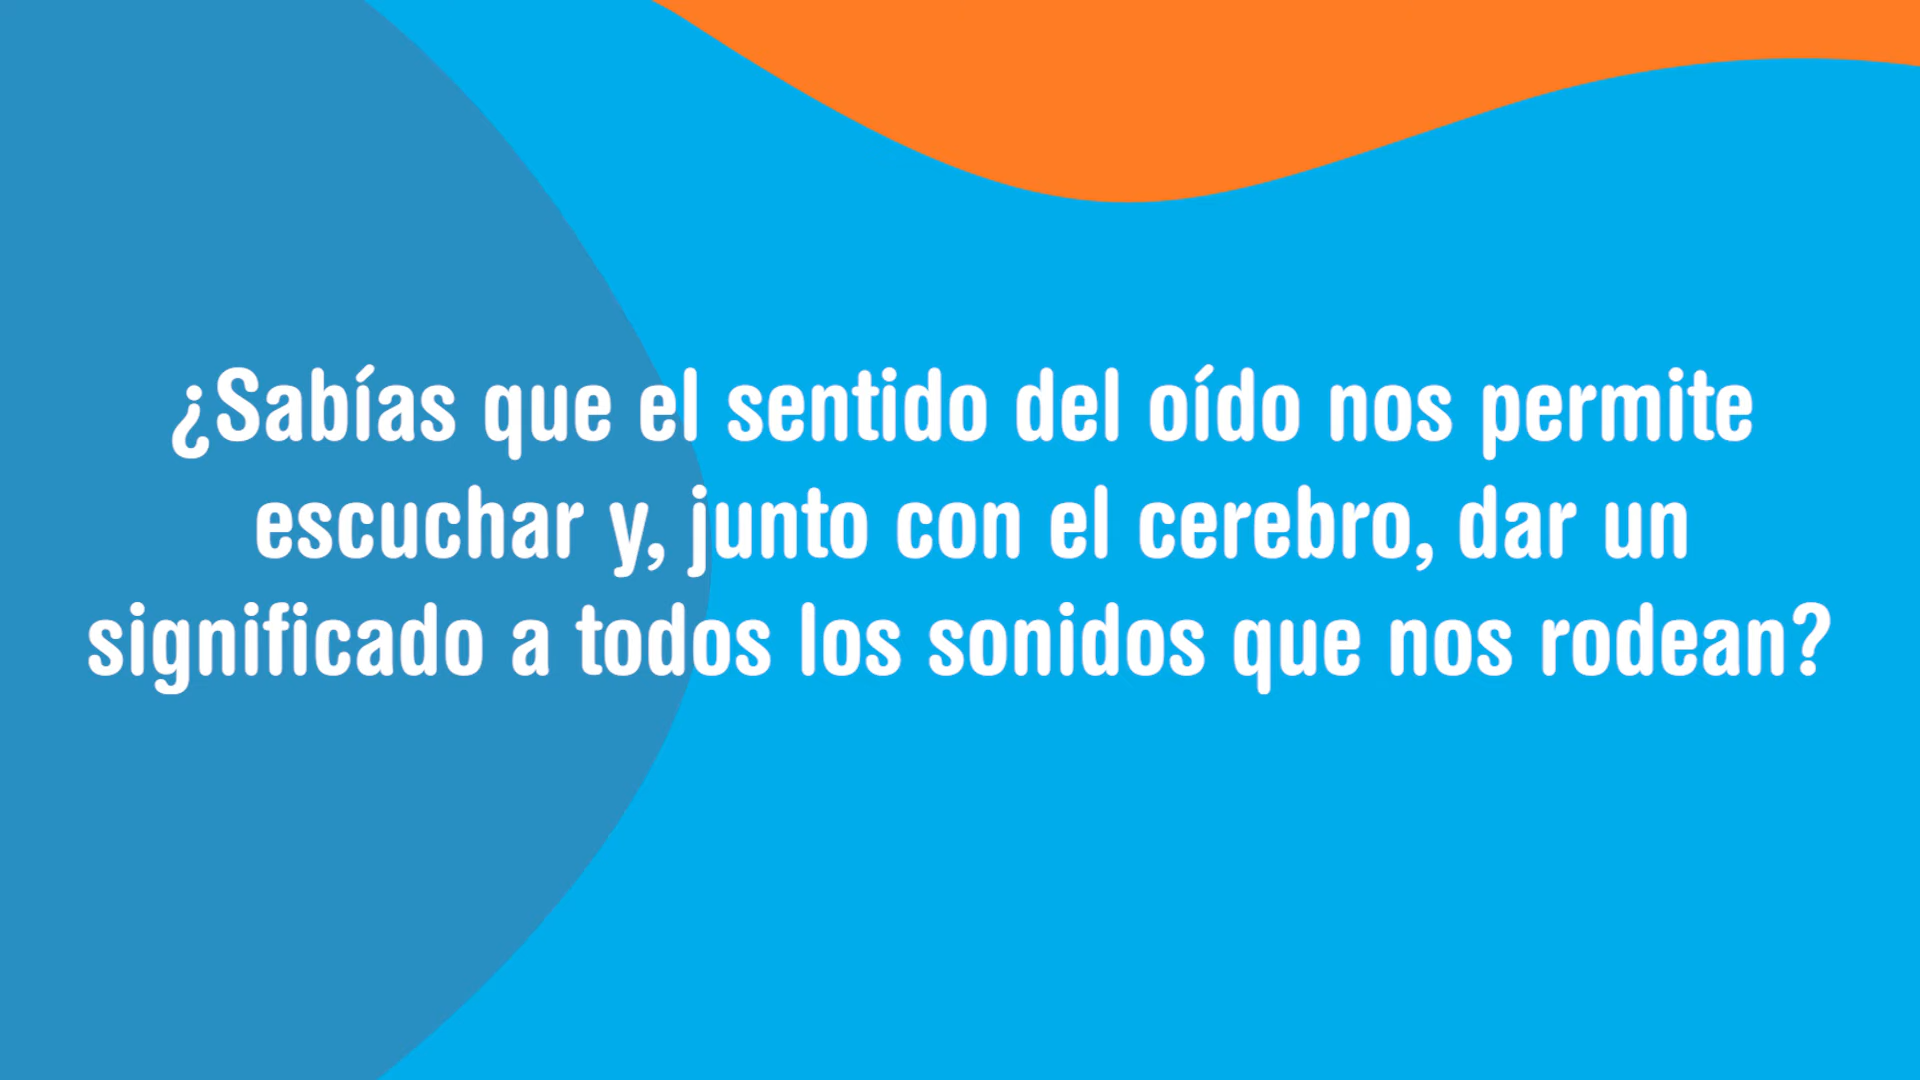 ¿Sabías que el sentido del oído nos permite
escuchar y, junto con el cerebro, dar un
significado a todos los sonidos que nos rodean?